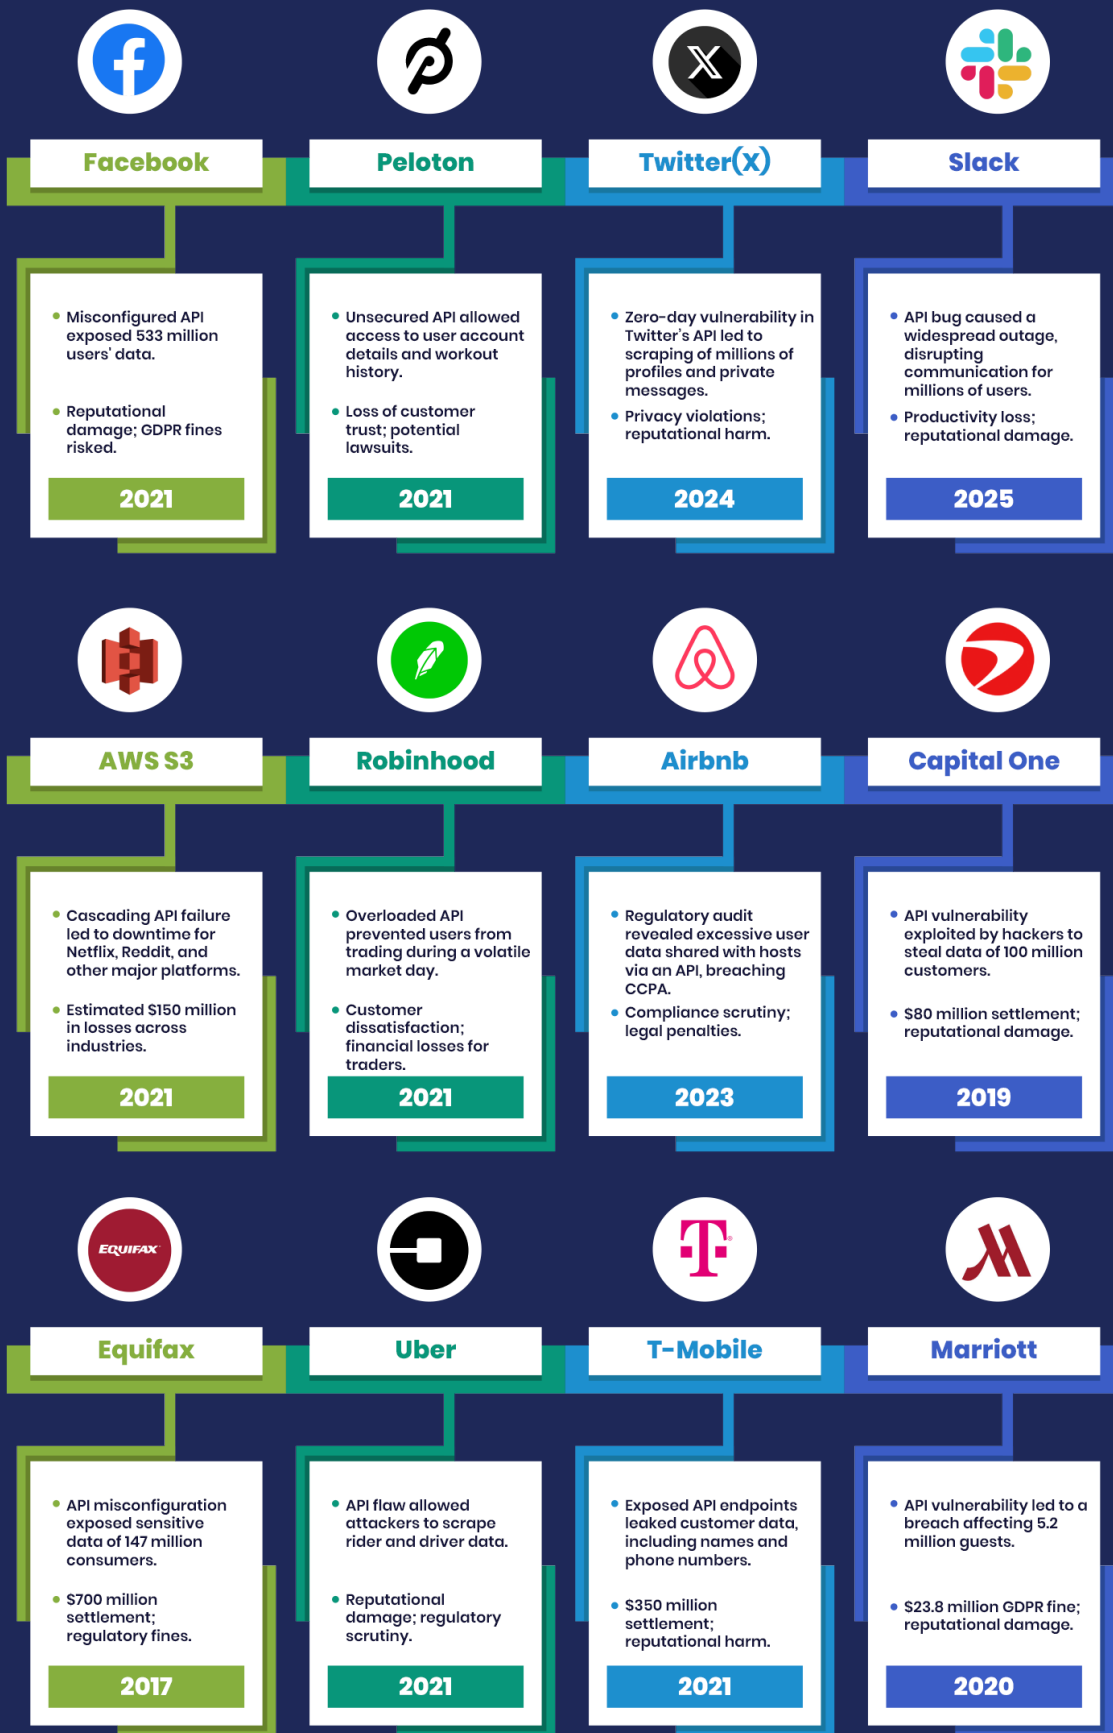 Facebook
Misconfigured API
exposed 533 million
users' data.
Reputational
damage; GDPR fines
risked.
2021
Peloton
Unsecured API allowed
access to user account
details and workout
history.
Loss of customer
trust; potential
lawsuits.
2021
Twitter(X)
Zero-day vulnerability in
Twitter's API led to
scraping of millions of
profiles and private
messages.
Privacy violations;
reputational harm.
2024
Slack
API bug caused a
widespread outage,
disrupting
communication for
millions of users.
Productivity loss;
reputational damage.
2025
AWS S3
Cascading API failure
led to downtime for
Netflix, Reddit, and
other major platforms.
Estimated $150 million
in losses across
industries.
2021
Robinhood
Overloaded API
prevented users from
trading during a volatile
market day.
Customer
dissatisfaction;
financial losses for
traders.
2021
Airbnb
Regulatory audit
revealed excessive user
data shared with hosts
via an API, breaching
CCPA.
Compliance scrutiny;
legal penalties.
2023
Capital One
API vulnerability
exploited by hackers to
steal data of 100 million
customers.
$80 million settlement;
reputational damage.
2019
EQUIFAX
Equifax
API misconfiguration
exposed sensitive
data of 147 million
consumers.
$700 million
settlement;
regulatory fines.
2017
Uber
API flaw allowed
attackers to scrape
rider and driver data.
Reputational
damage; regulatory
scrutiny.
2021
T
T-Mobile
Exposed API endpoints
leaked customer data,
including names and
phone numbers.
$350 million
settlement;
reputational harm.
2021
Marriott
API vulnerability led to a
breach affecting 5.2
million guests.
$23.8 million GDPR fine;
reputational damage.
2020